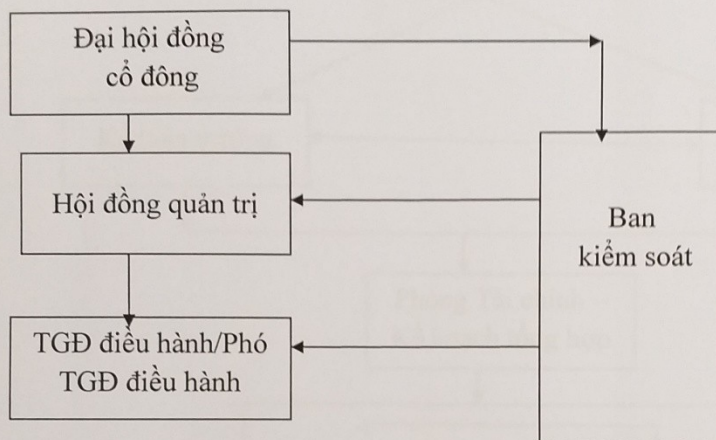 Đại hội đồng
cổ đông
Hội đồng quản trị
Ban
kiểm soát
TGĐ điều hành/Phó
TGĐ điều hành